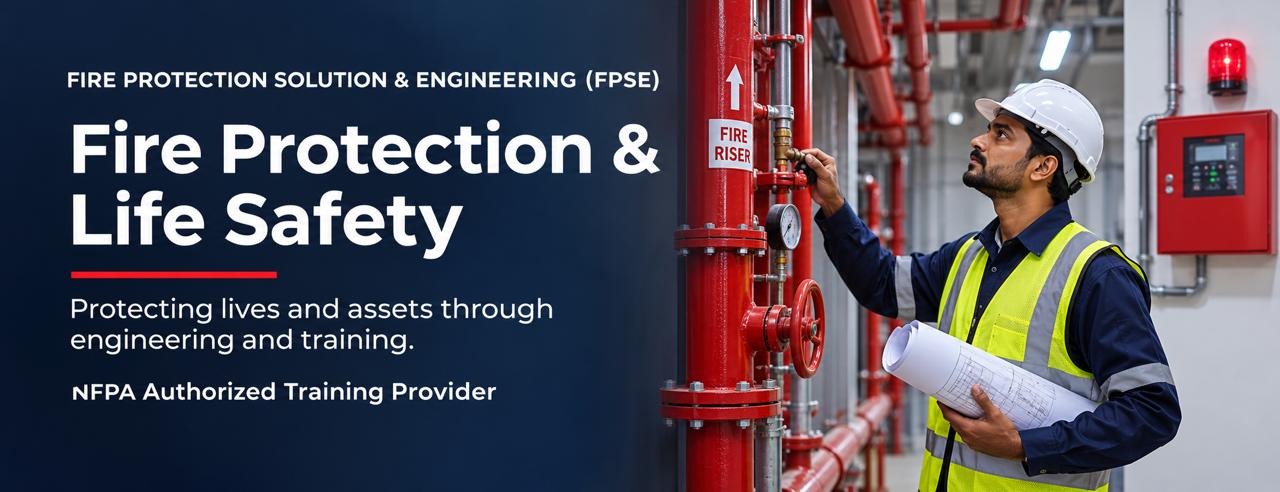 FIRE PROTECTION SOLUTION & ENGINEERING (FPSE)
Fire Protection &
Life Safety
Protecting lives and assets through
engineering and training.
NFPA Authorized Training Provider
FIRE
RISER